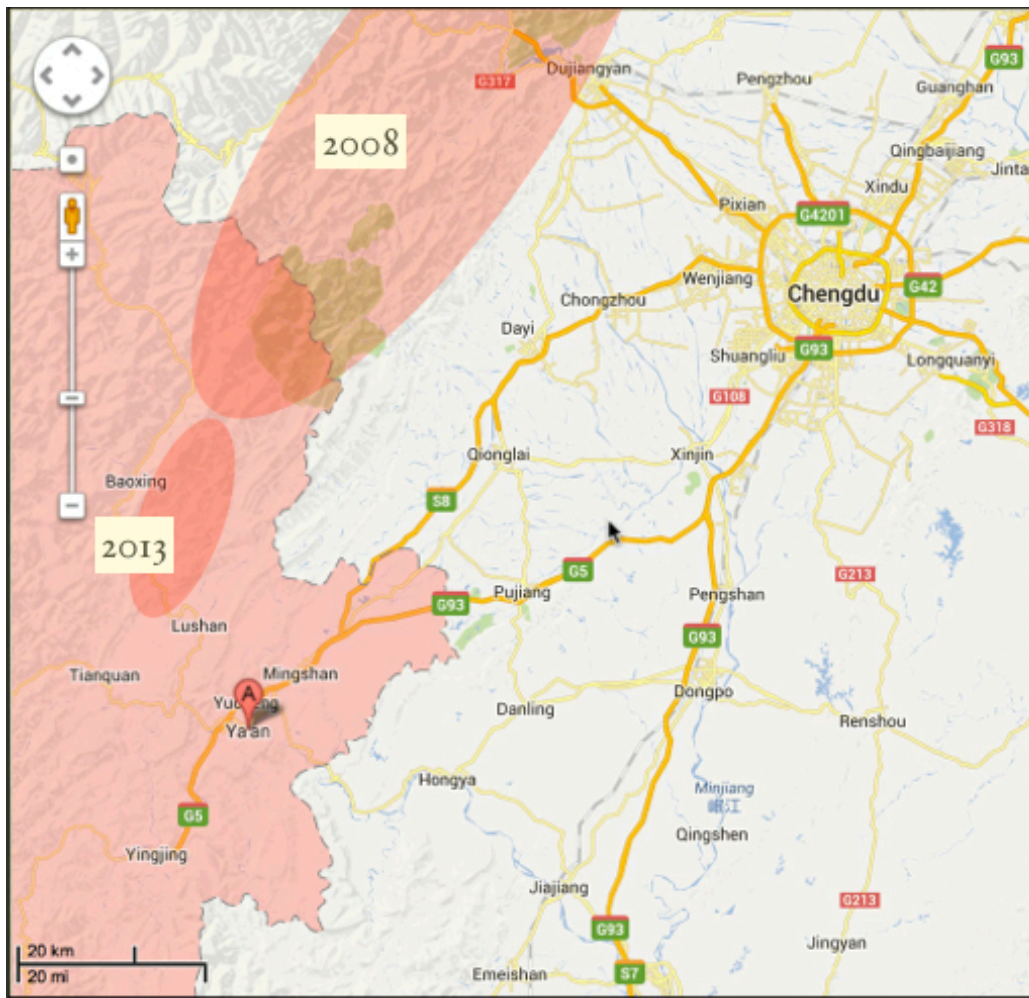 G93
Dujiangyan
G317
Pengzhou
Guanghan
2008
Qingbaijiang
Jinta
Xindu
Pixian
G4201
Wenjiang
Chengdu
G42
Chongzhou
Dayi
Shuangliu
G93
Longquanyi
G108
G318
Qionglai
Xinjin
Baoxing
S8
2013
G5
G213
Pujiang
G93
Pengshan
Lushan
G93
Mingshan
Tianquan
A
Dongpo
Danling
Renshou
Ya'an
Hongya
Minjiang
岷江
G5
Qingshen
Yingjing
Jiajiang
G213
G93
Jingyan
20 km
20 mi
Emeishan
S7